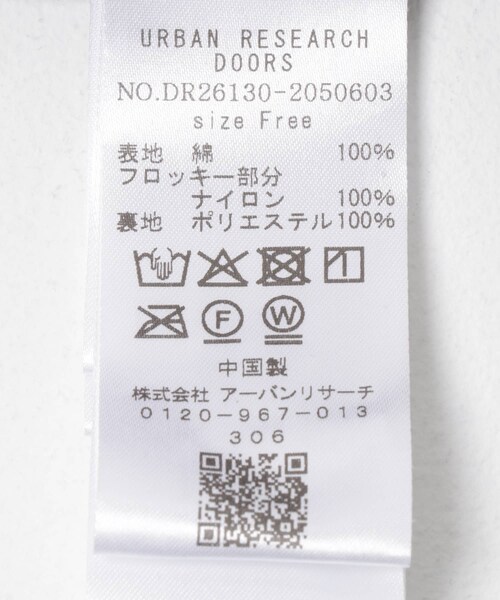 URBAN RESEARCH
DOORS
NO.DR26130-2050603
size Free
表地 綿 100%
フロッキー部分
ナイロン 100%
裏地 ポリエステル100%
F W
中国製
株式会社 アーバンリサーチ
0120-967-013
306